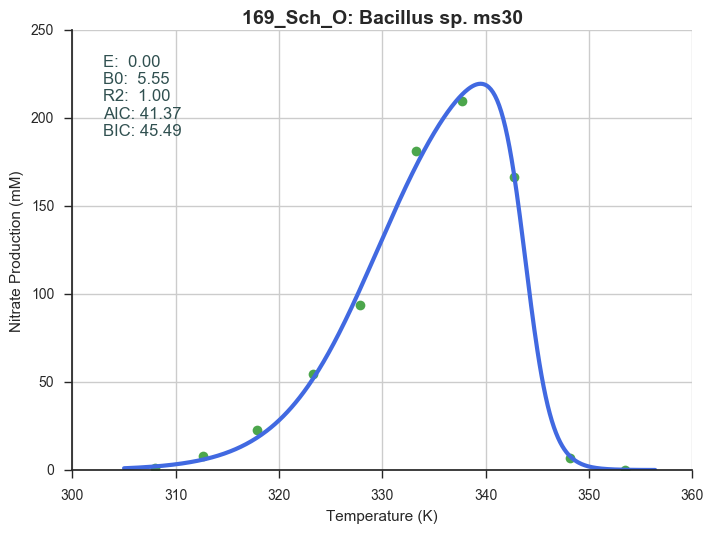 169_Sch_O: Bacillus sp. ms30
250
E:  0.00
B0:  5.55
R2:  1.00
AIC: 41.37
BIC: 45.49
200
150
100
50
0
Nitrate Production (mM)
300 310 320 330 340 350 360
Temperature (K)